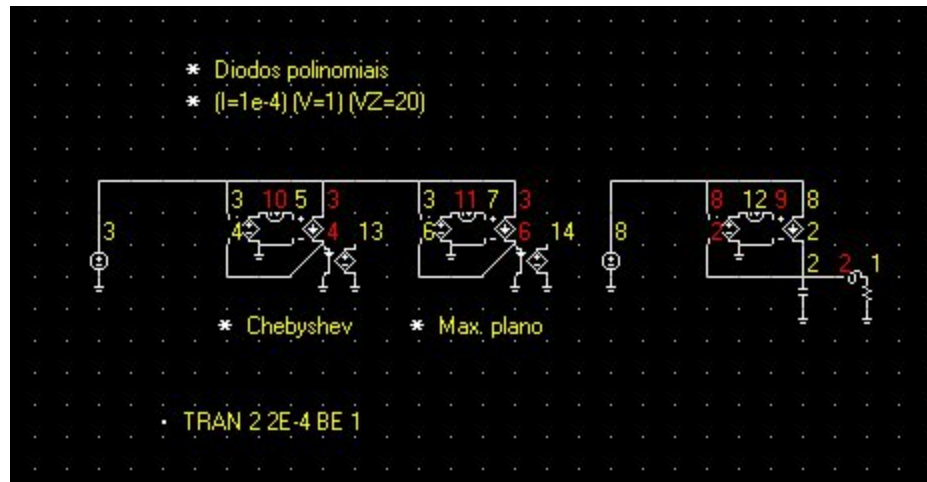 * Diodos polinomiais
* (I=1e-4) (V=1) (VZ=20)
3 10 5 3 3 11 7 3 8 12 9 8
3 4 4 13 6 6 14 8 2 2
2 2 1
* Chebyshev * Max. plano
. TRAN 2 2E-4 BE 1